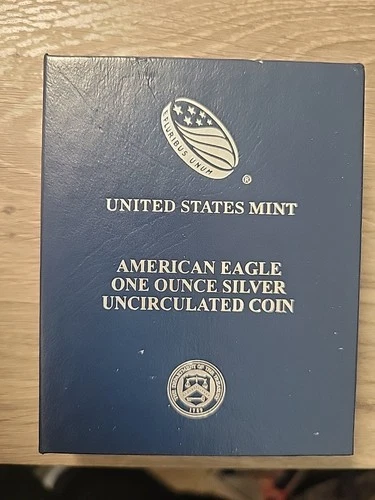 E PLURIBUS UNUM
®
UNITED STATES MINT
AMERICAN EAGLE
ONE OUNCE SILVER
UNCIRCULATED COIN
THE DEPARTMENT OF THE TREASURY
1789